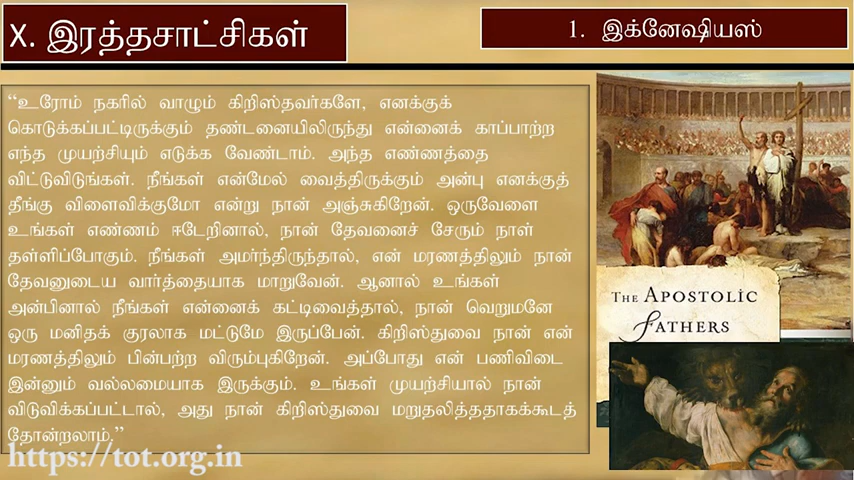 X. இரத்தசாட்சிகள்
1. இக்னேஷியஸ்
“உரோம் நகரில் வாழும் கிறிஸ்தவர்களே, எனக்குக்
கொடுக்கப்பட்டிருக்கும் தண்டனையிலிருந்து என்னைக் காப்பாற்ற
எந்த முயற்சியும் எடுக்க வேண்டாம். அந்த எண்ணத்தை
விட்டுவிடுங்கள். நீங்கள் என்மேல் வைத்திருக்கும் அன்பு எனக்குத்
தீங்கு விளைவிக்குமோ என்று நான் அஞ்சுகிறேன். ஒருவேளை
உங்கள் எண்ணம் ஈடேறினால், நான் தேவனைச் சேரும் நாள்
தள்ளிப்போகும். நீங்கள் அமர்ந்திருந்தால், என் மரணத்திலும் நான்
தேவனுடைய வார்த்தையாக மாறுவேன். ஆனால் உங்கள்
அன்பினால் நீங்கள் என்னைக் கட்டிவைத்தால், நான் வெறுமனே
ஒரு மனிதக் குரலாக மட்டுமே இருப்பேன். கிறிஸ்துவை நான் என்
மரணத்திலும் பின்பற்ற விரும்புகிறேன். அப்போது என் பணிவிடை
இன்னும் வல்லமையாக இருக்கும். உங்கள் முயற்சியால் நான்
விடுவிக்கப்பட்டால், அது நான் கிறிஸ்துவை மறுதலித்ததாகக்கூடத்
தோன்றலாம்.”
https://tot.org.in
THE APOSTOLIC
FATHERS